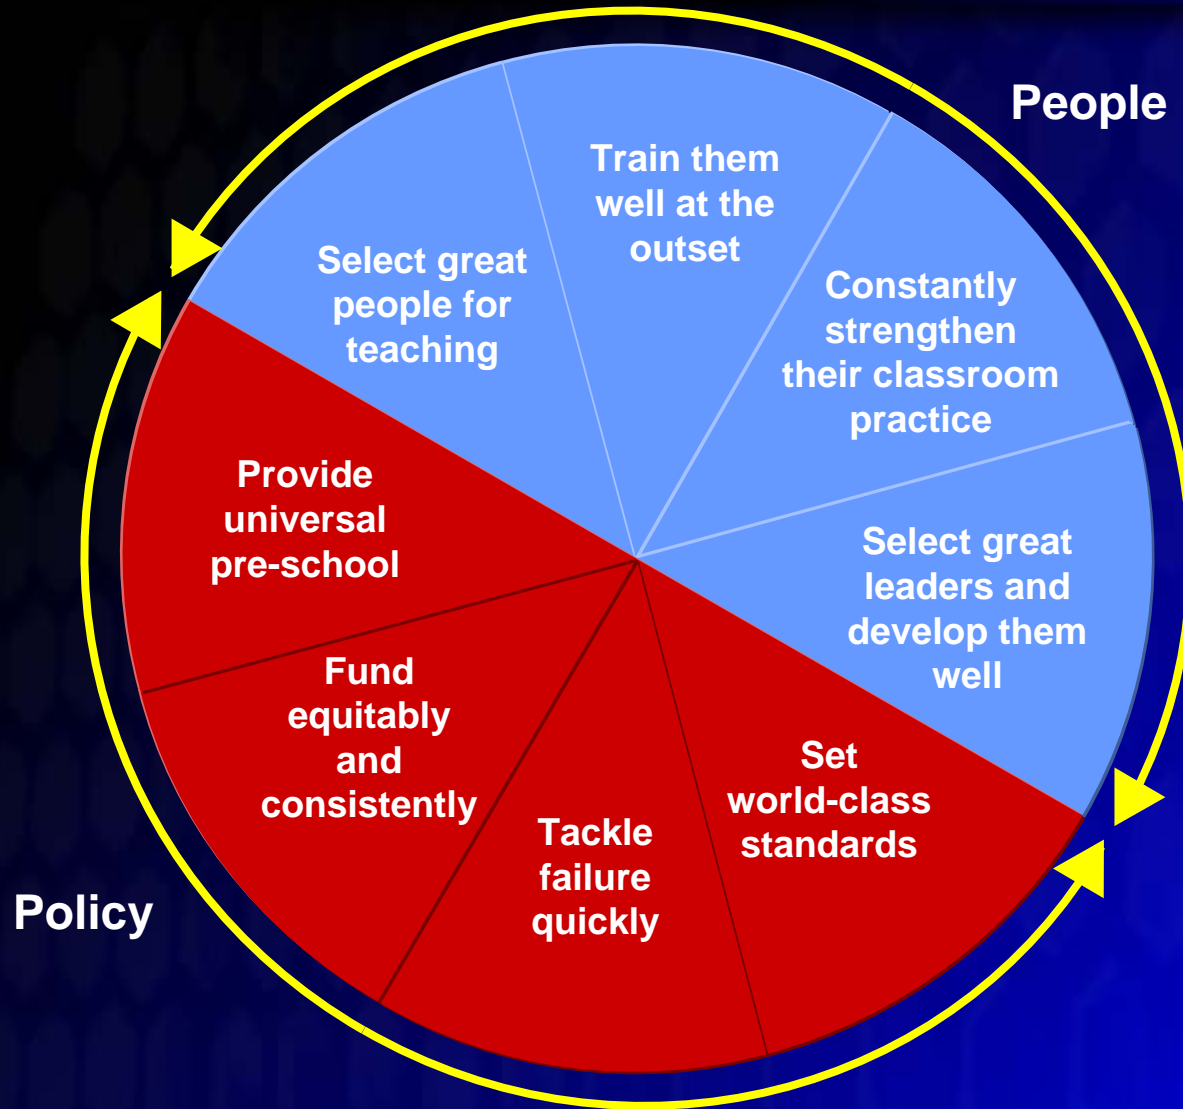 People
Train them
well at the
outset
Select great
people for
teaching
Constantly
strengthen
their classroom
practice
Provide
universal
pre-school
Select great
leaders and
develop them
well
Fund
equitably
and
consistently
Set
world-class
standards
Tackle
failure
quickly
Policy